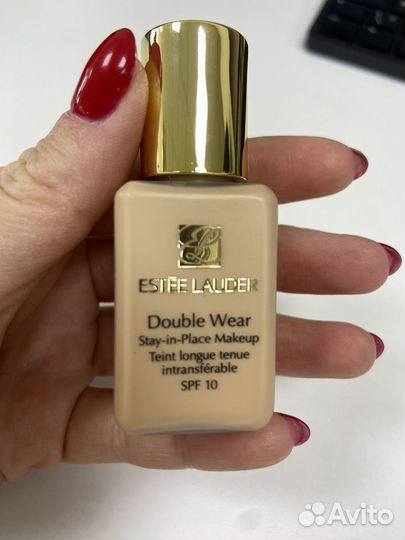 ESTĒE LAUDER
Double Wear
Stay-in-Place Makeup
Teint longue tenue
intransférable
SPF 10
Avito